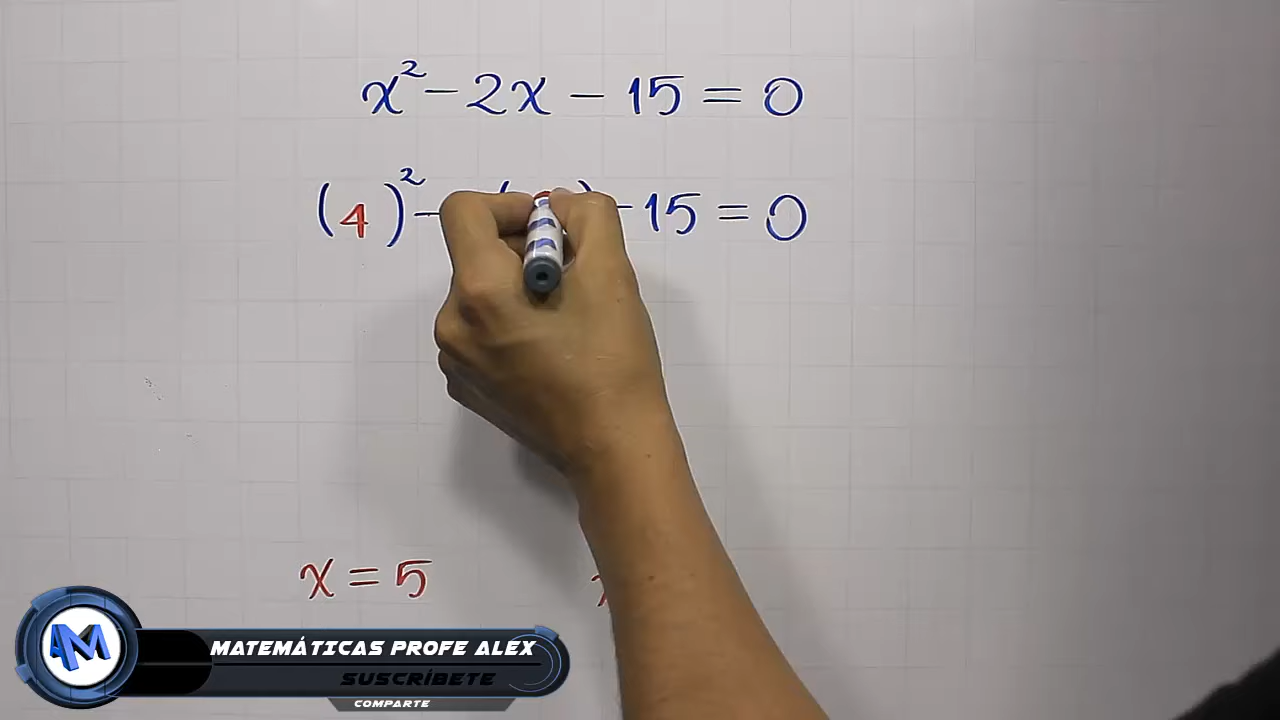 x² - 2x - 15 = 0
(4)² - ( ) - 15 = 0
x = 5
MATEMÁTICAS PROFE ALEX
SUSCRÍBETE
COMPARTE